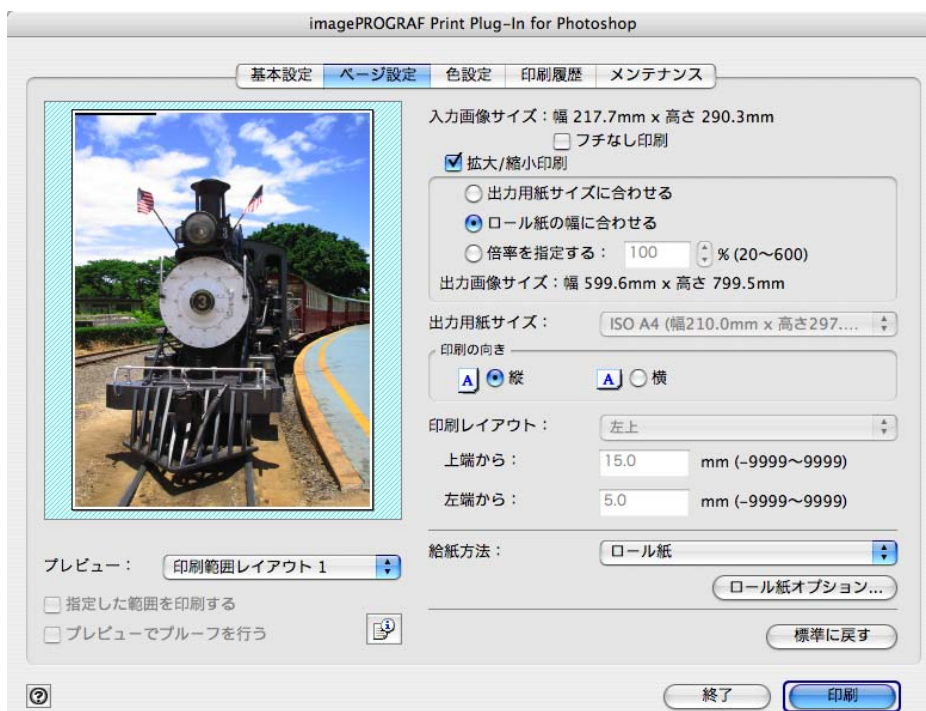 imagePROGRAF Print Plug-In for Photoshop
基本設定 ページ設定 色設定 印刷履歴 メンテナンス
入力画像サイズ：幅 217.7mm x 高さ 290.3mm
フチなし印刷
拡大/縮小印刷
出力用紙サイズに合わせる
ロール紙の幅に合わせる
倍率を指定する： 100 % (20～600)
出力画像サイズ：幅 599.6mm x 高さ 799.5mm
出力用紙サイズ： ISO A4 (幅210.0mm x 高さ297....
印刷の向き
A 縦 A 横
印刷レイアウト： 左上
上端から： 15.0 mm (-9999～9999)
左端から： 5.0 mm (-9999～9999)
給紙方法： ロール紙
ロール紙オプション...
標準に戻す
3
プレビュー： 印刷範囲レイアウト 1
指定した範囲を印刷する
プレビューでプルーフを行う
?
終了 印刷